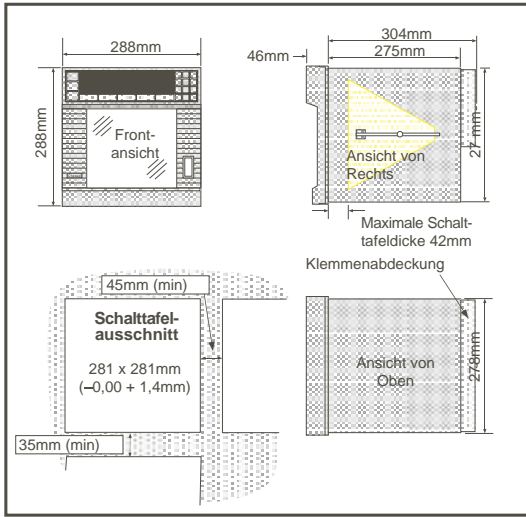 288mm
288mm
Front-
ansicht
304mm
275mm
46mm
27 mm
Ansicht von
Rechts
Maximale Schalt-
tafeldicke 42mm
Klemmenabdeckung
45mm (min)
Schalttafel-
ausschnitt
281 x 281mm
(–0,00 + 1,4mm)
35mm (min)
Ansicht von
Oben
278mm